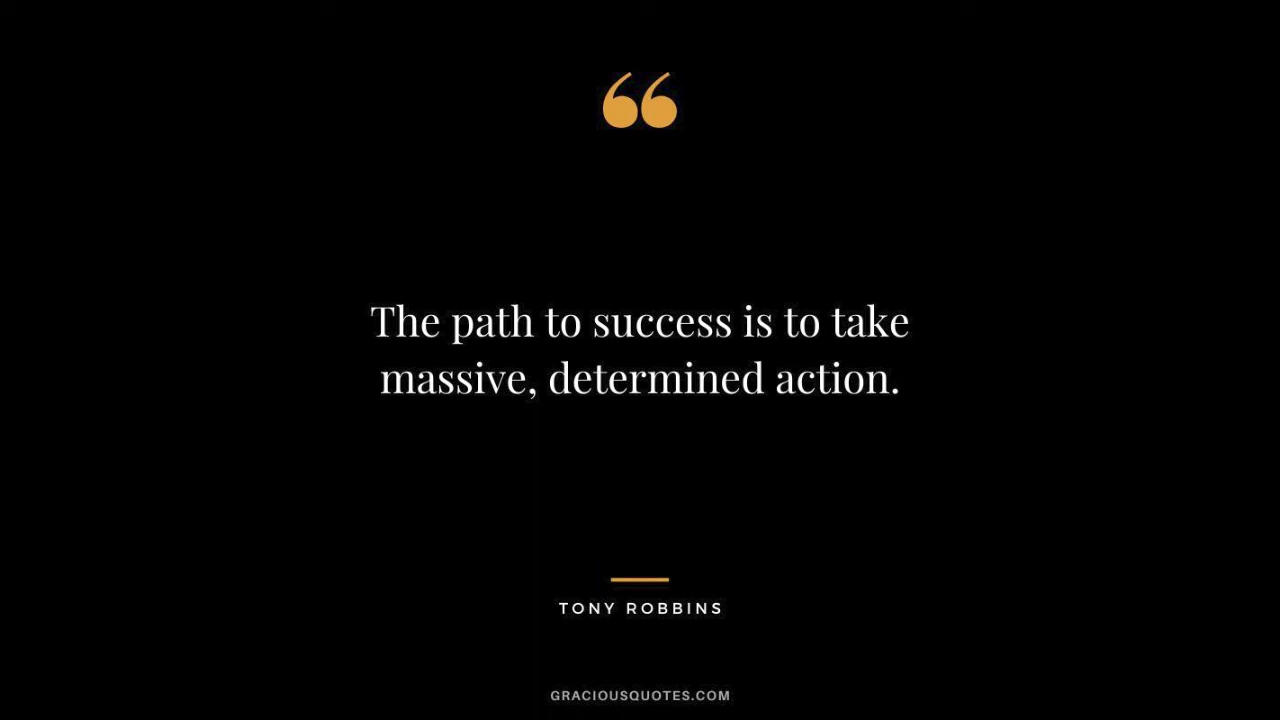 “
The path to success is to take
massive, determined action.
TONY ROBBINS
GRACIOUSQUOTES.COM